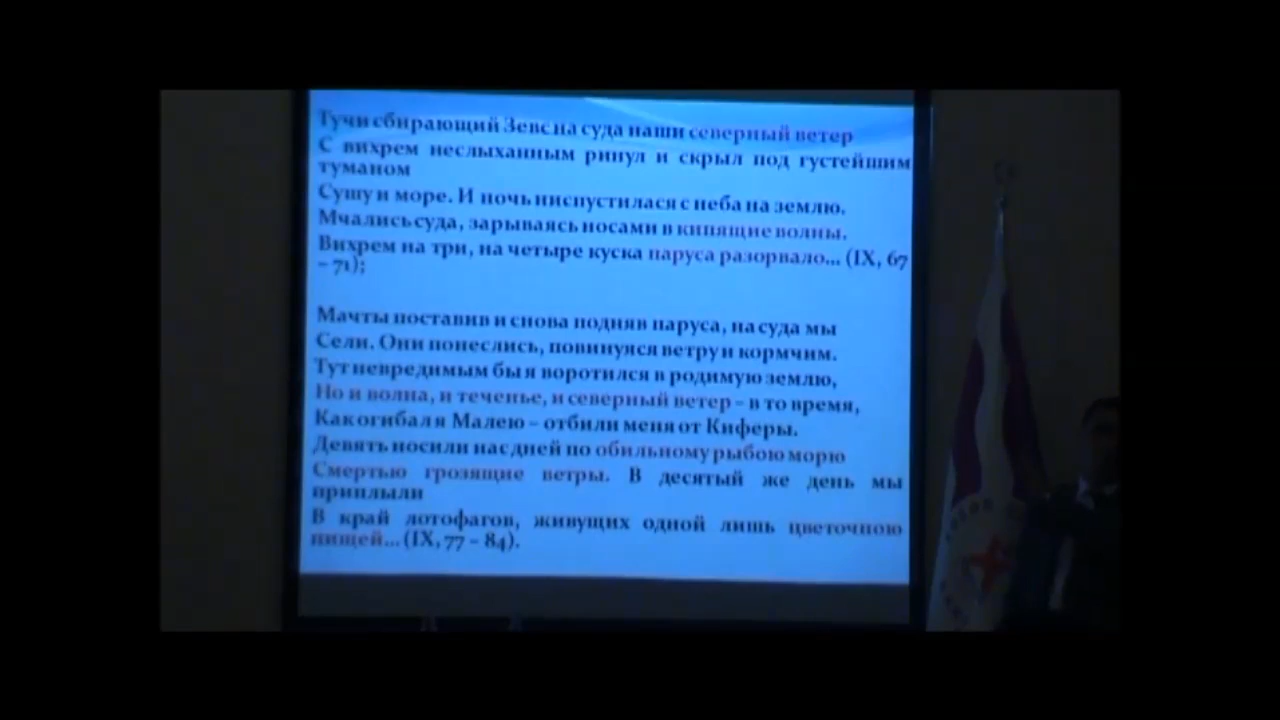 Тучи сбирающий Зевс на суда наши северный ветер
С вихрем неслыханным ринул и скрыл под густейшим
туманом
Сушу и море. И ночь ниспустилася с неба на землю.
Мчались суда, зарываясь носами в кипящие волны.
Вихрем на три, на четыре куска паруса разорвало... (IX, 67
– 71);
Мачты поставив и снова подняв паруса, на суда мы
Сели. Они понеслись, повинуяся ветру и кормчим.
Тут невредимым бы я воротился в родимую землю,
Но и волна, и теченье, и северный ветер – в то время,
Как огибал я Малею – отбили меня от Киферы.
Девять носили нас дней по обильному рыбою морю
Смертью грозящие ветры. В десятый же день мы
приплыли
В край лотофагов, живущих одной лишь цветочною
пищей... (IX, 77 – 84).